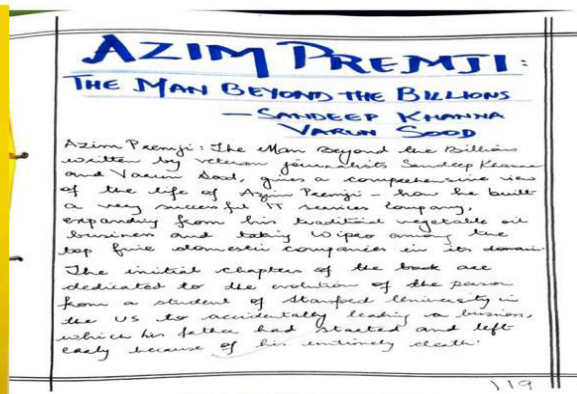 AZIM PREMJI:
THE MAN BEYOND THE BILLIONS
- SANDEEP KHANNA
VARUN SOOD
Azim Premji: The Man Beyond the Billions
written by veteran journalists Sandeep Khanna
and Varun Sood, gives a comprehensive view
of the life of Azim Premji - how he built
a very successful IT services company,
expanding from his traditional vegetable oil
business and taking Wipro among the
top five domestic companies in its domain.
The initial chapters of the book are
dedicated to the evolution of the person
from a student of Stanford University in
the US to accidentally leading a business,
which his father had started and left
early because of his untimely death.
119